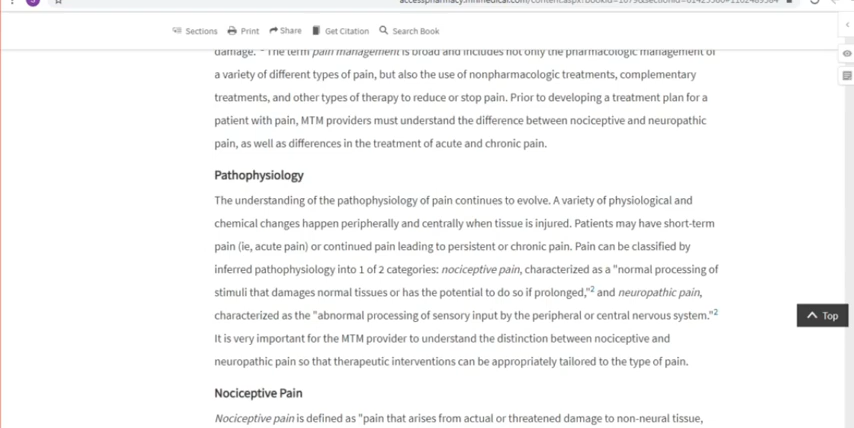 Sections Print Share Get Citation Search Book
damage. The term pain management is broad and includes not only the pharmacologic management of
a variety of different types of pain, but also the use of nonpharmacologic treatments, complementary
treatments, and other types of therapy to reduce or stop pain. Prior to developing a treatment plan for a
patient with pain, MTM providers must understand the difference between nociceptive and neuropathic
pain, as well as differences in the treatment of acute and chronic pain.
Pathophysiology
The understanding of the pathophysiology of pain continues to evolve. A variety of physiological and
chemical changes happen peripherally and centrally when tissue is injured. Patients may have short-term
pain (ie, acute pain) or continued pain leading to persistent or chronic pain. Pain can be classified by
inferred pathophysiology into 1 of 2 categories: nociceptive pain, characterized as a "normal processing of
stimuli that damages normal tissues or has the potential to do so if prolonged,"2 and neuropathic pain,
characterized as the "abnormal processing of sensory input by the peripheral or central nervous system."2
Top
It is very important for the MTM provider to understand the distinction between nociceptive and
neuropathic pain so that therapeutic interventions can be appropriately tailored to the type of pain.
Nociceptive Pain
Nociceptive pain is defined as "pain that arises from actual or threatened damage to non-neural tissue,